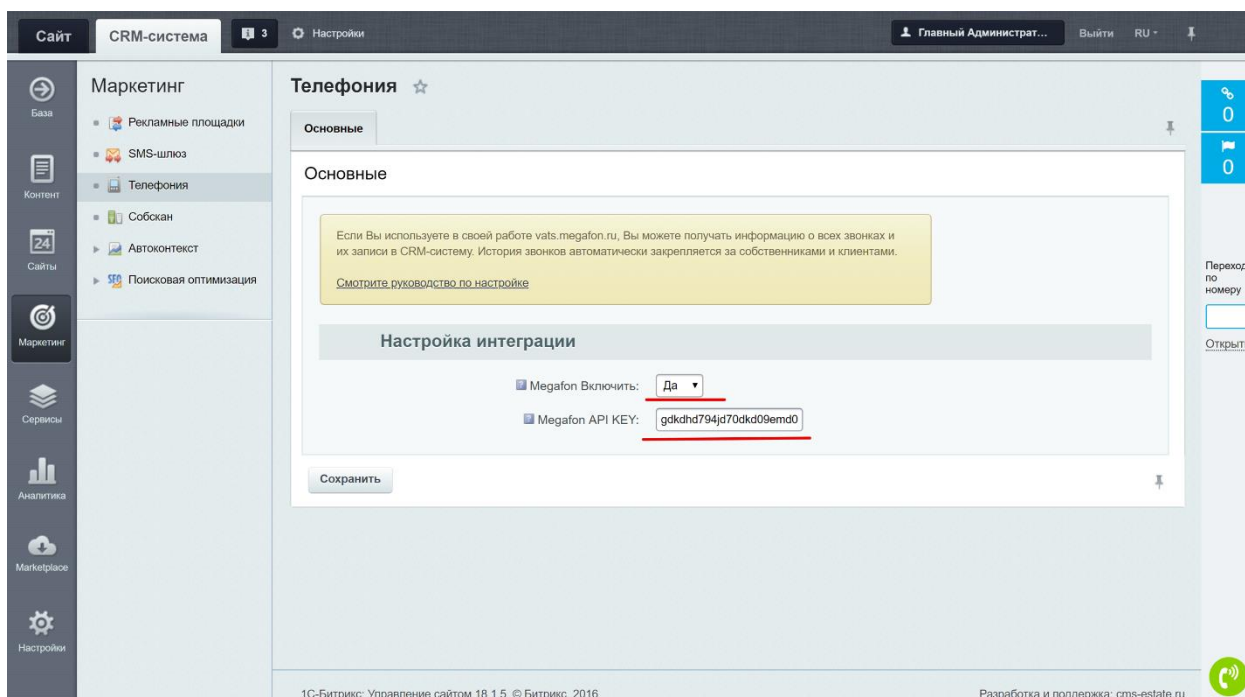 Сайт
CRM-система
3
Настройки
Главный Администрат...
Выйти
RU
База
Контент
24
Сайты
Маркетинг
Сервисы
Аналитика
Marketplace
Настройки
Маркетинг
Рекламные площадки
SMS-шлюз
Телефония
Собскан
Автоконтекст
SEO Поисковая оптимизация
Телефония
Основные
Основные
Если Вы используете в своей работе vats.megafon.ru, Вы можете получать информацию о всех звонках и
их записи в CRM-систему. История звонков автоматически закрепляется за собственниками и клиентами.
Смотрите руководство по настройке
Настройка интеграции
Megafon Включить: Да
Megafon API KEY: gdkdhd794jd70dkd09emd0
Сохранить
0
0
Переход
по
номеру
Открыт
1С-Битрикс: Управление сайтом 18.1.5. © Битрикс, 2016
Разработка и поддержка: cms-estate.ru